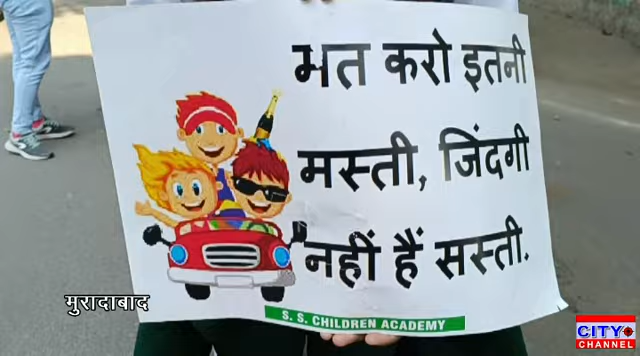 मत करो इतनी
मस्ती, जिंदगी
नहीं हैं सस्ती.
S. S. CHILDREN ACADEMY
मुरादाबाद
CITY
CHANNEL